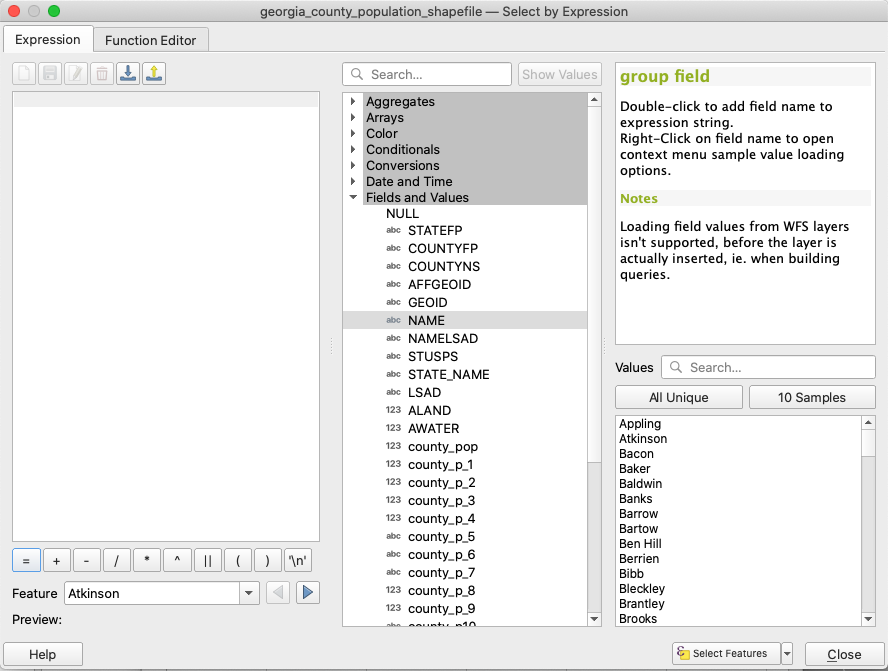 georgia_county_population_shapefile — Select by Expression
Expression
Function Editor
Search...
Show Values
Aggregates
Arrays
Color
Conditionals
Conversions
Date and Time
Fields and Values
NULL
abc STATEFP
abc COUNTYFP
abc COUNTYNS
abc AFFGEOID
abc GEOID
abc NAME
abc NAMELSAD
abc STUSPS
abc STATE_NAME
abc LSAD
123 ALAND
123 AWATER
123 county_pop
123 county_p_1
123 county_p_2
123 county_p_3
123 county_p_4
abc county_p_5
abc county_p_6
abc county_p_7
123 county_p_8
123 county_p_9
abc county_p10
group field
Double-click to add field name to
expression string.
Right-Click on field name to open
context menu sample value loading
options.
Notes
Loading field values from WFS layers
isn't supported, before the layer is
actually inserted, ie. when building
queries.
Values
Search...
All Unique
10 Samples
Appling
Atkinson
Bacon
Baker
Baldwin
Banks
Barrow
Bartow
Ben Hill
Berrien
Bibb
Bleckley
Brantley
Brooks
= + - / * ^ || ( ) '\n'
Feature Atkinson
Preview:
Help
Select Features
Close